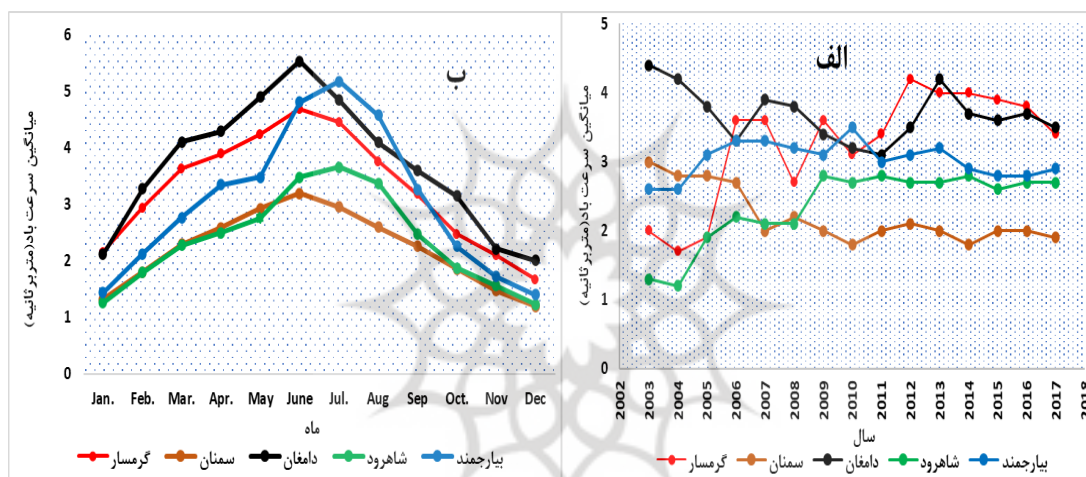 ب
میانگین سرعت باد(متر بر ثانیه)
6
5
4
3
2
1
0
Jan. Feb. Mar. Apr. May June Jul. Aug Sep Oct. Nov Dec
ماه
گرمسار سمنان دامغان شاهرود بیارجمند
الف
میانگین سرعت باد(متر بر ثانیه)
5
4
3
2
1
0
2002 2003 2004 2005 2006 2007 2008 2009 2010 2011 2012 2013 2014 2015 2016 2017 2018
سال
گرمسار سمنان دامغان شاهرود بیارجمند